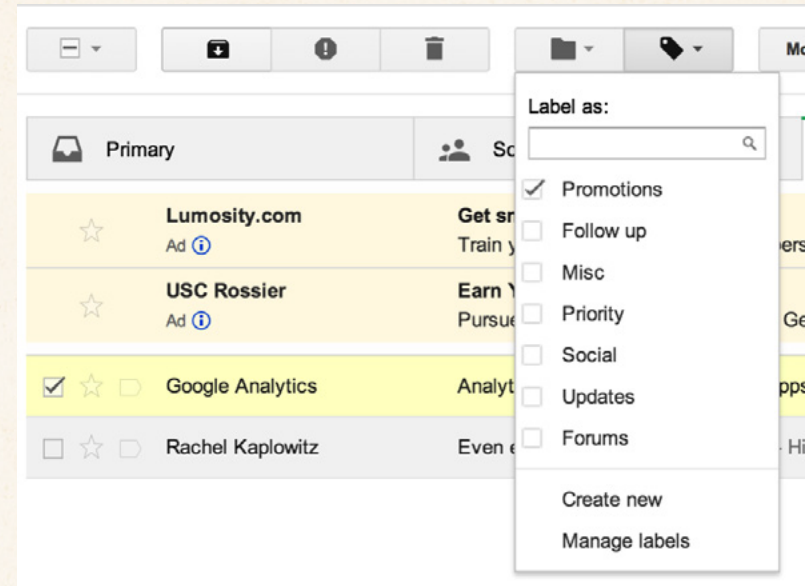 Mo
Label as:
Primary
So
Promotions
Lumosity.com
Get sm
Ad
Train y
Follow up
ers
Misc
USC Rossier
Earn Y
Ad
Pursue
Priority
Ge
Social
Google Analytics
Analyt
pps
Updates
Rachel Kaplowitz
Even e
Forums
Hi
Create new
Manage labels